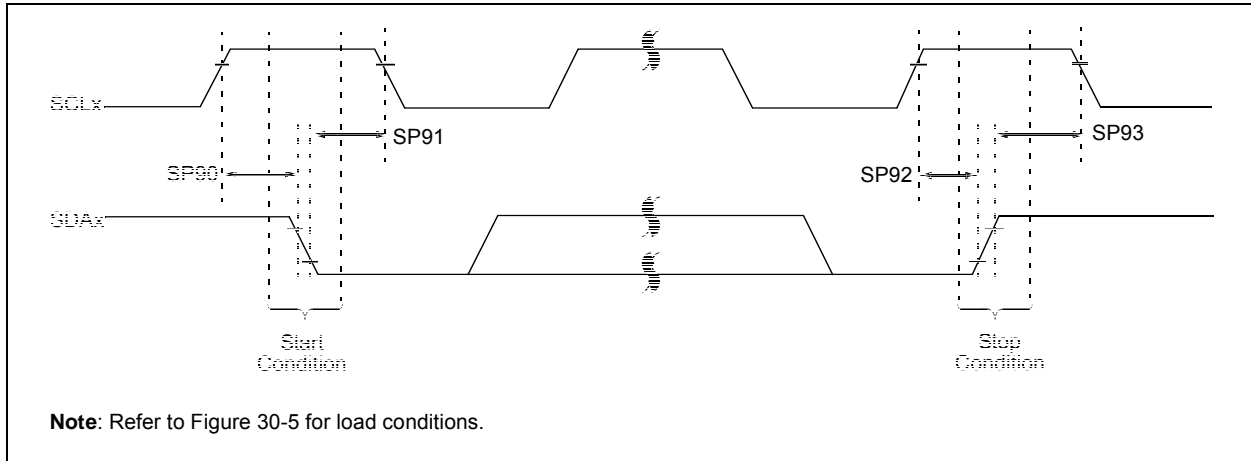 SCLx
SP91
SP93
SP90
SP92
SDAx
Start
Condition
Stop
Condition
Note: Refer to Figure 30-5 for load conditions.